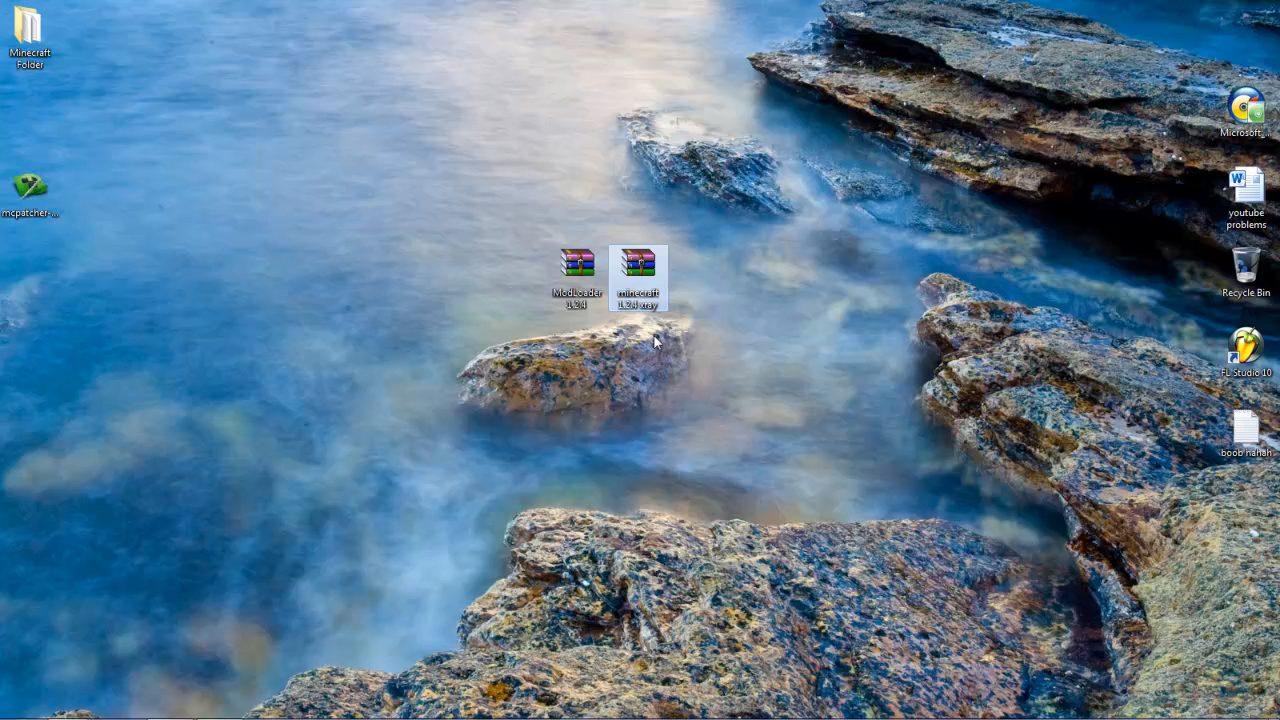 Minecraft
Folder
mcpatcher-...
ModLoader
1.2.4
minecraft
1.2.4 xray
Microsoft ...
youtube
problems
Recycle Bin
FL Studio 10
boob hahah